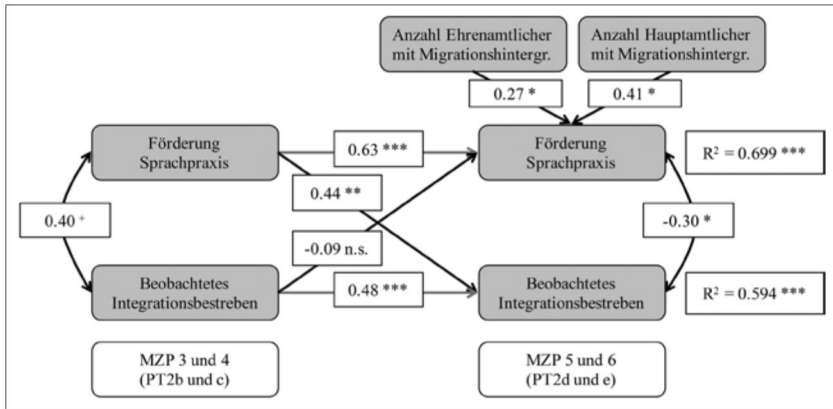 Anzahl Ehrenamtlicher
mit Migrationshintergr.
Anzahl Hauptamtlicher
mit Migrationshintergr.
0.27 *
0.41 *
Förderung
Sprachpraxis
0.63 ***
Förderung
Sprachpraxis
R² = 0.699 ***
0.44 **
0.40 +
-0.30 *
-0.09 n.s.
Beobachtetes
Integrationsbestreben
0.48 ***
Beobachtetes
Integrationsbestreben
R² = 0.594 ***
MZP 3 und 4
(PT2b und c)
MZP 5 und 6
(PT2d und e)